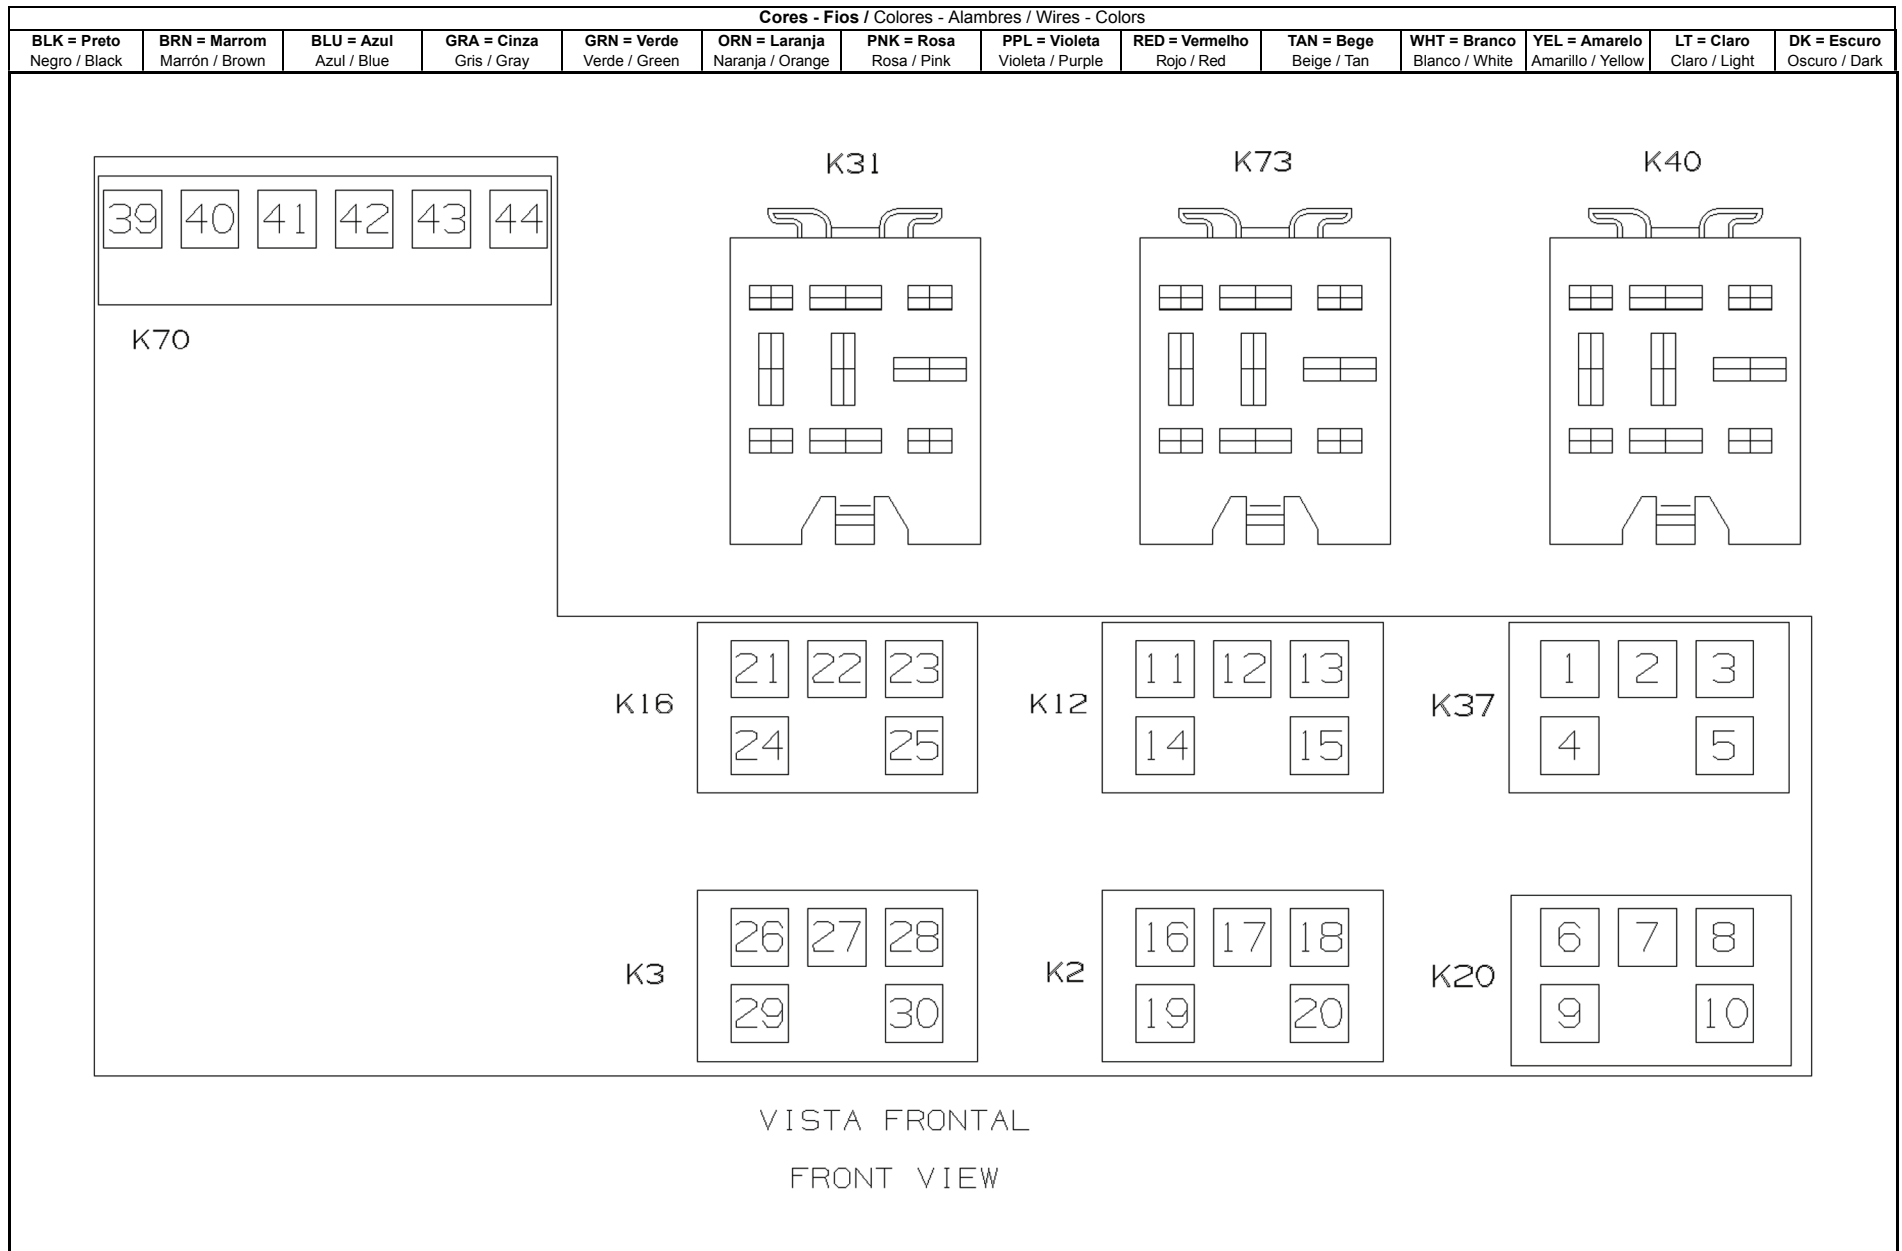 Cores - Fios / Colores - Alambres / Wires - Colors
BLK = Preto BRN = Marrom BLU = Azul GRA = Cinza GRN = Verde ORN = Laranja PNK = Rosa PPL = Violeta RED = Vermelho TAN = Bege WHT = Branco YEL = Amarelo LT = Claro DK = Escuro
Negro / Black Marrón / Brown Azul / Blue Gris / Gray Verde / Green Naranja / Orange Rosa / Pink Violeta / Purple Rojo / Red Beige / Tan Blanco / White Amarillo / Yellow Claro / Light Oscuro / Dark
K31 K73 K40
39 40 41 42 43 44
K70
21 22 23 11 12 13 1 2 3
K16 K12 K37
24 25 14 15 4 5
26 27 28 16 17 18 6 7 8
K3 K2 K20
29 30 19 20 9 10
VISTA FRONTAL
FRONT VIEW